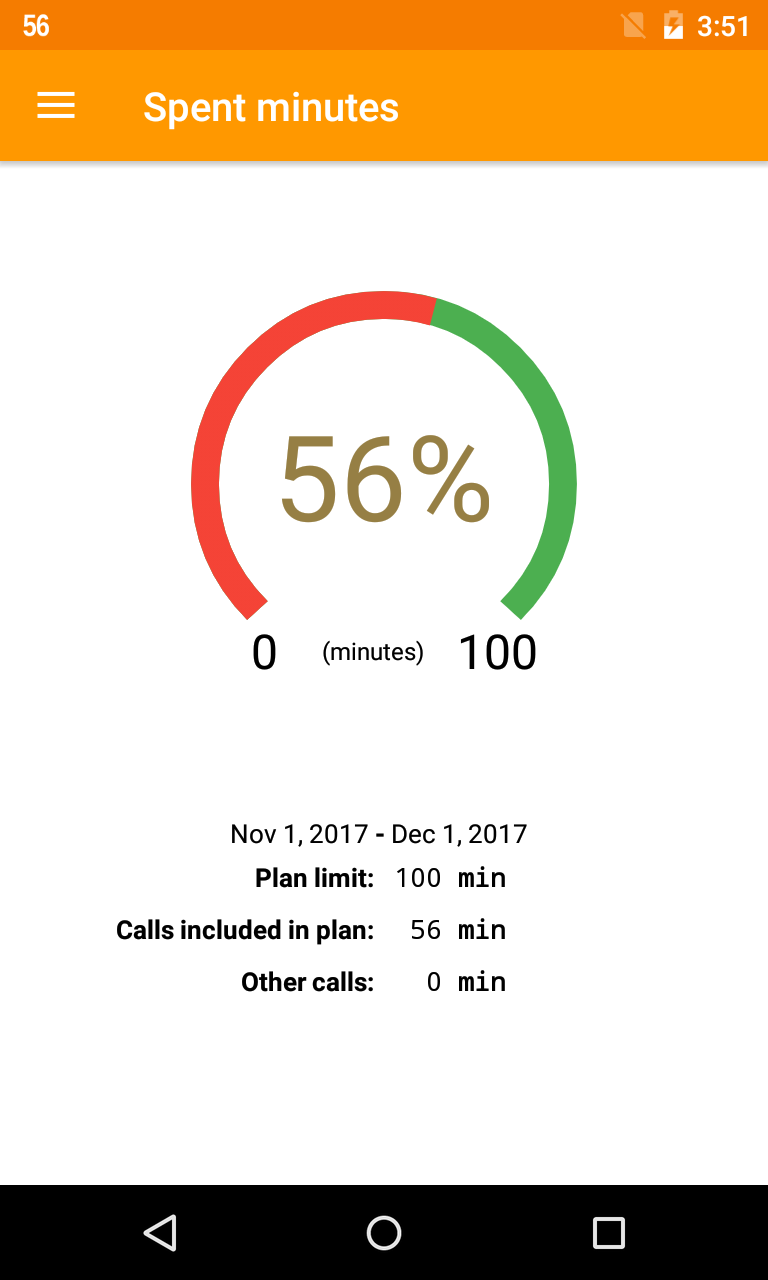 56 3:51
Spent minutes
56%
0 (minutes) 100
Nov 1, 2017 - Dec 1, 2017
Plan limit: 100 min
Calls included in plan: 56 min
Other calls: 0 min